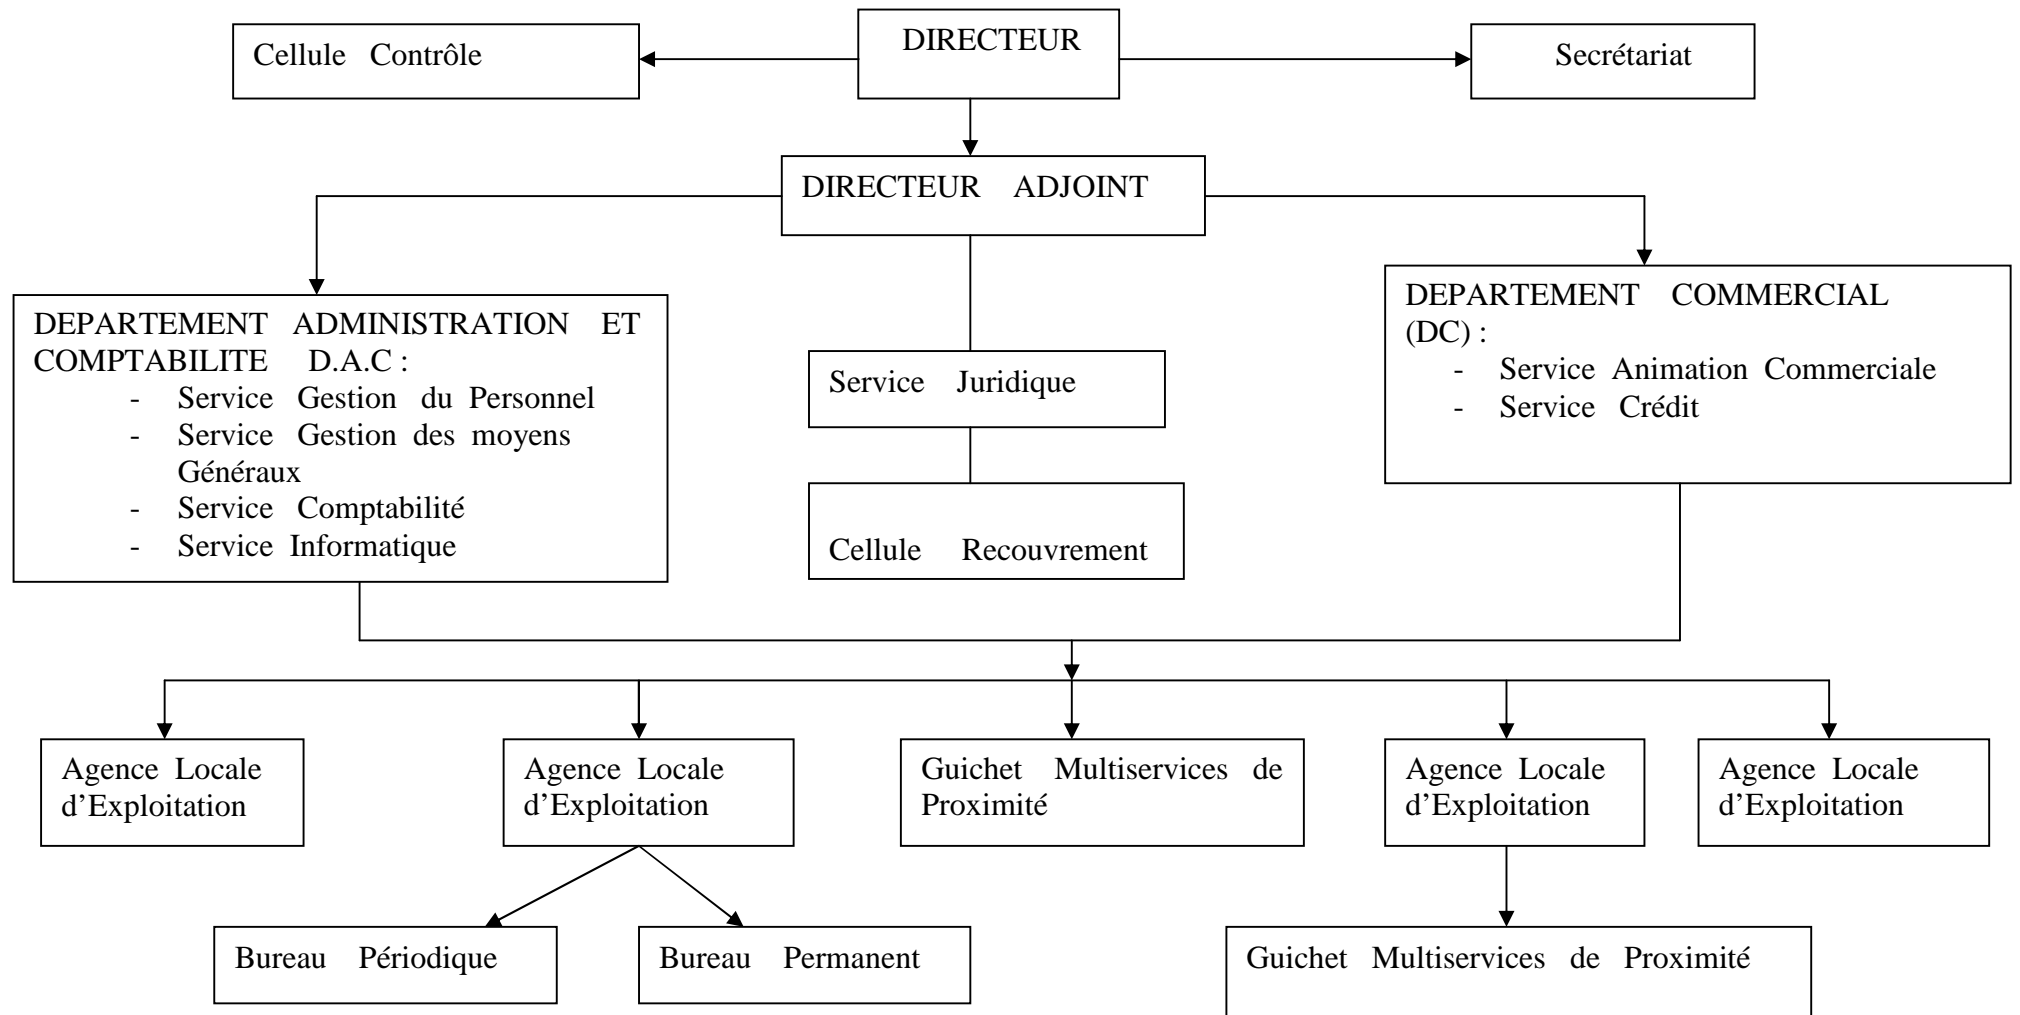 Cellule Contrôle
DIRECTEUR
Secrétariat
DIRECTEUR ADJOINT
DEPARTEMENT ADMINISTRATION ET
COMPTABILITE D.A.C :
- Service Gestion du Personnel
- Service Gestion des moyens
Généraux
- Service Comptabilité
- Service Informatique
Service Juridique
Cellule Recouvrement
DEPARTEMENT COMMERCIAL
(DC) :
- Service Animation Commerciale
- Service Crédit
Agence Locale
d’Exploitation
Agence Locale
d’Exploitation
Guichet Multiservices de
Proximité
Agence Locale
d’Exploitation
Agence Locale
d’Exploitation
Bureau Périodique
Bureau Permanent
Guichet Multiservices de Proximité